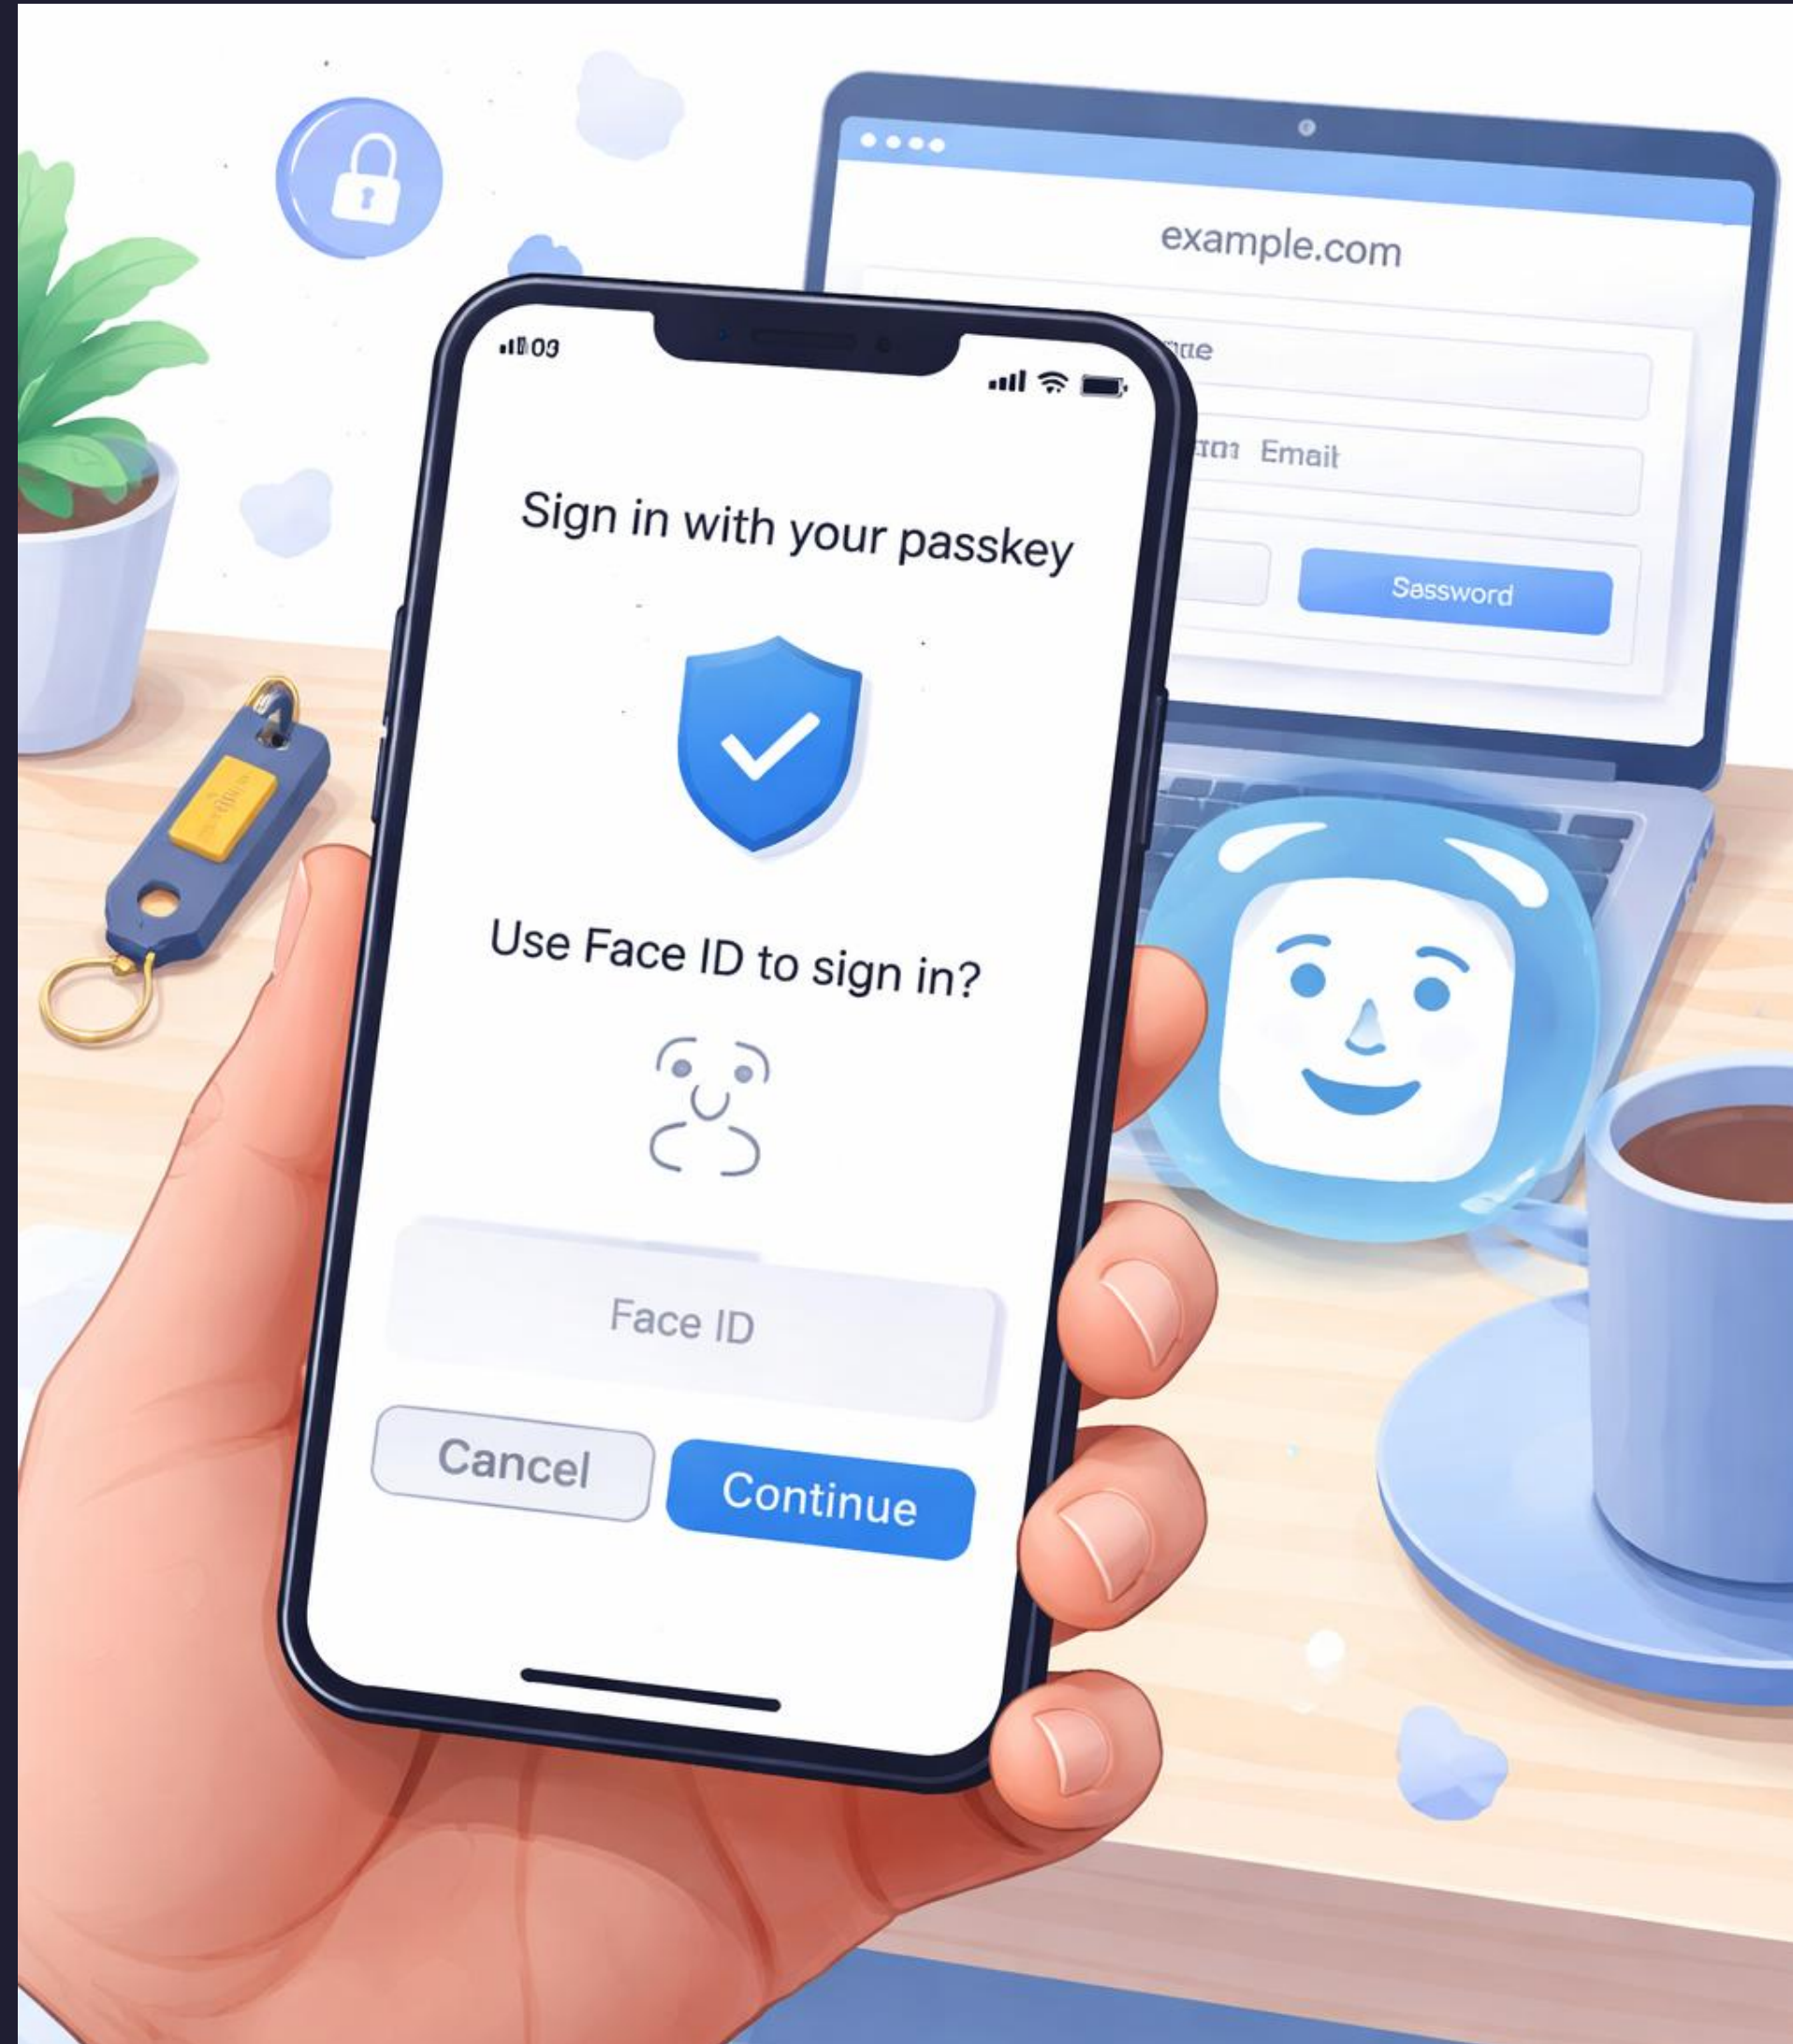 example.com
Email
Sassword
Sign in with your passkey
Use Face ID to sign in?
Face ID
Cancel
Continue